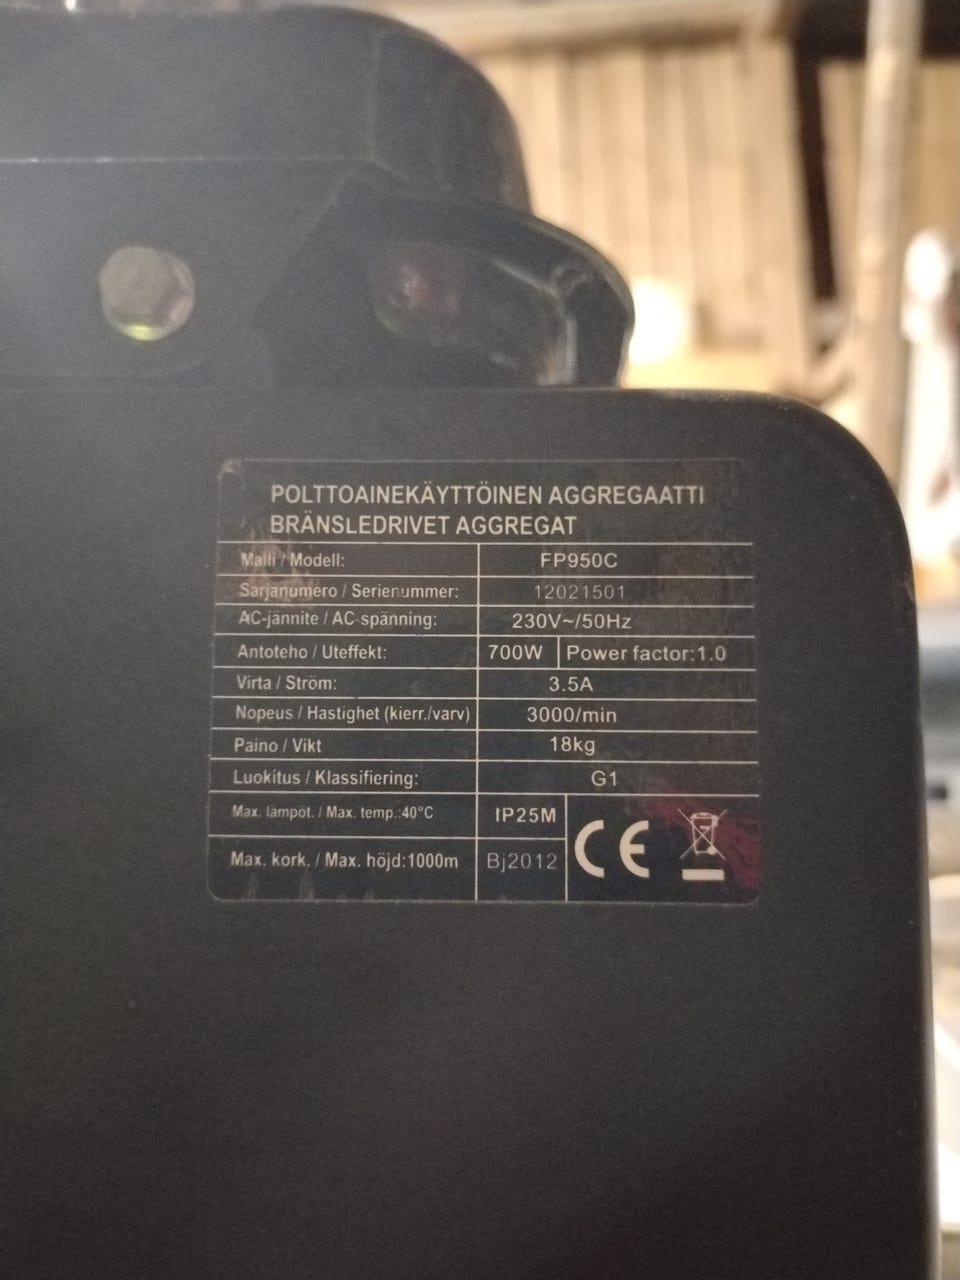 POLTTOAINEKÄYTTÖINEN AGGREGAATTI
BRÄNSLEDRIVET AGGREGAT
Malli / Modell: FP950C
Sarjanumero / Serienummer: 12021501
AC-jännite / AC-spänning: 230V~/50Hz
Antoteho / Uteffekt: 700W Power factor:1.0
Virta / Ström: 3.5A
Nopeus / Hastighet (kierr./varv) 3000/min
Paino / Vikt 18kg
Luokitus / Klassifiering: G1
Max. lämpöt. / Max. temp.:40°C IP25M
Max. kork. / Max. höjd:1000m Bj2012 CE